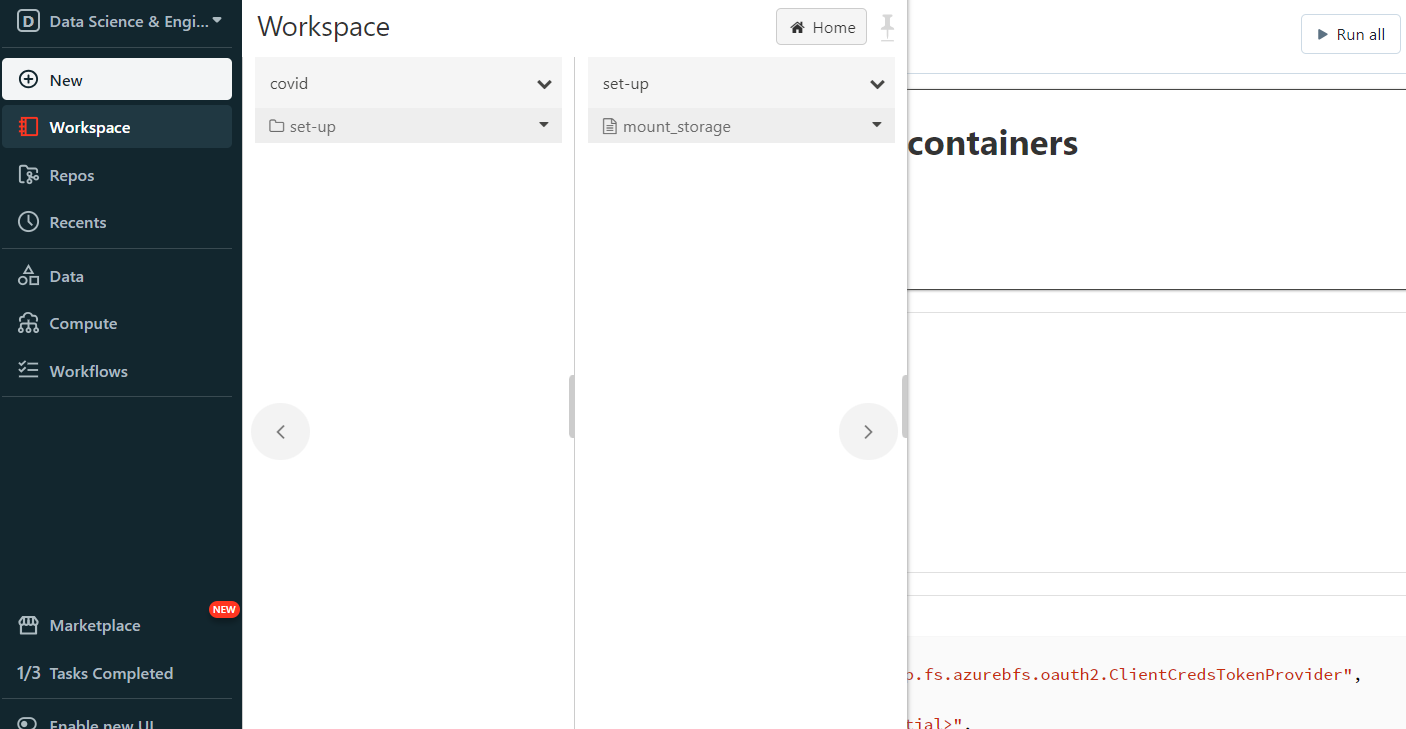 D Data Science & Engi...
New
Workspace
Repos
Recents
Data
Compute
Workflows
NEW
Marketplace
1/3 Tasks Completed
Enable new UI
Workspace
Home
covid
set-up
set-up
mount_storage
Run all
containers
p.fs.azurebfs.oauth2.ClientCredsTokenProvider",
tial>",